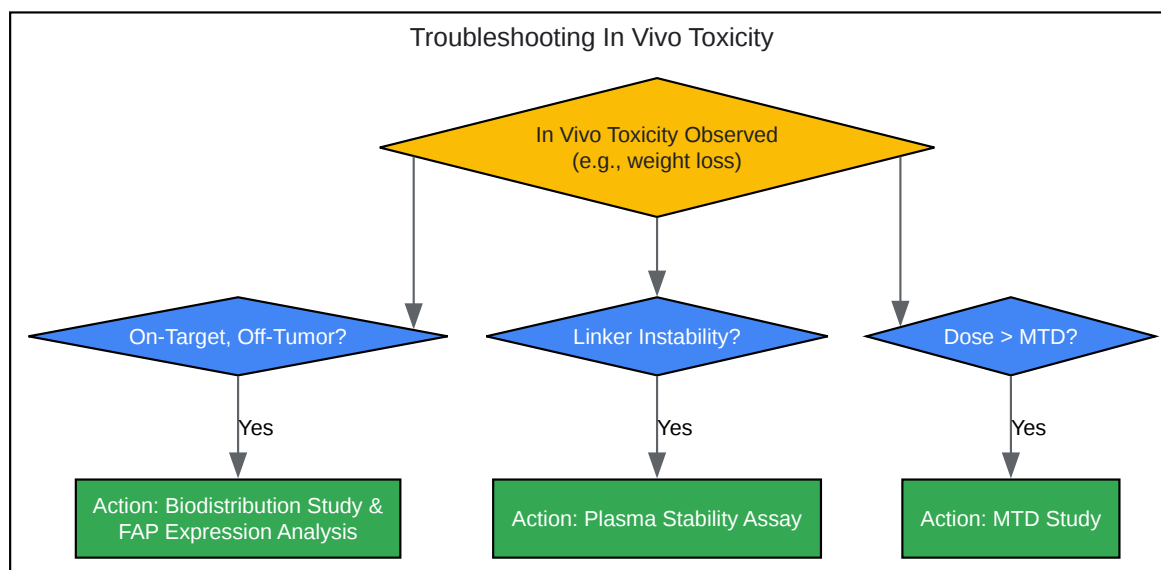 Troubleshooting In Vivo Toxicity
In Vivo Toxicity Observed
(e.g., weight loss)
On-Target, Off-Tumor?
Linker Instability?
Dose > MTD?
Yes
Yes
Yes
Action: Biodistribution Study &
FAP Expression Analysis
Action: Plasma Stability Assay
Action: MTD Study